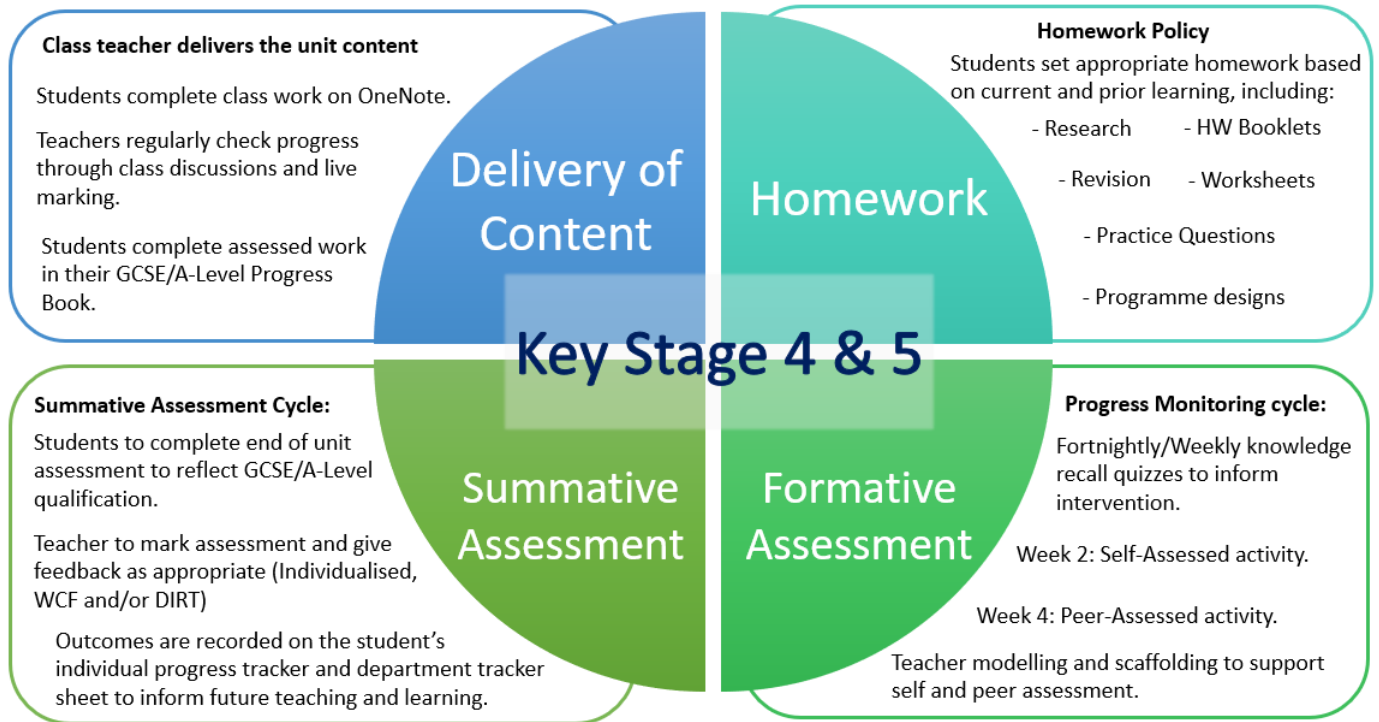 Class teacher delivers the unit content
Students complete class work on OneNote.
Teachers regularly check progress
through class discussions and live
marking.
Students complete assessed work
in their GCSE/A-Level Progress
Book.
Delivery of
Content
Homework
Homework Policy
Students set appropriate homework based
on current and prior learning, including:
- Research - HW Booklets
- Revision - Worksheets
- Practice Questions
- Programme designs
Key Stage 4 & 5
Summative Assessment Cycle:
Students to complete end of unit
assessment to reflect GCSE/A-Level
qualification.
Teacher to mark assessment and give
feedback as appropriate (Individualised,
WCF and/or DIRT)
Outcomes are recorded on the student’s
individual progress tracker and department tracker
sheet to inform future teaching and learning.
Summative
Assessment
Formative
Assessment
Progress Monitoring cycle:
Fortnightly/Weekly knowledge
recall quizzes to inform
intervention.
Week 2: Self-Assessed activity.
Week 4: Peer-Assessed activity.
Teacher modelling and scaffolding to support
self and peer assessment.